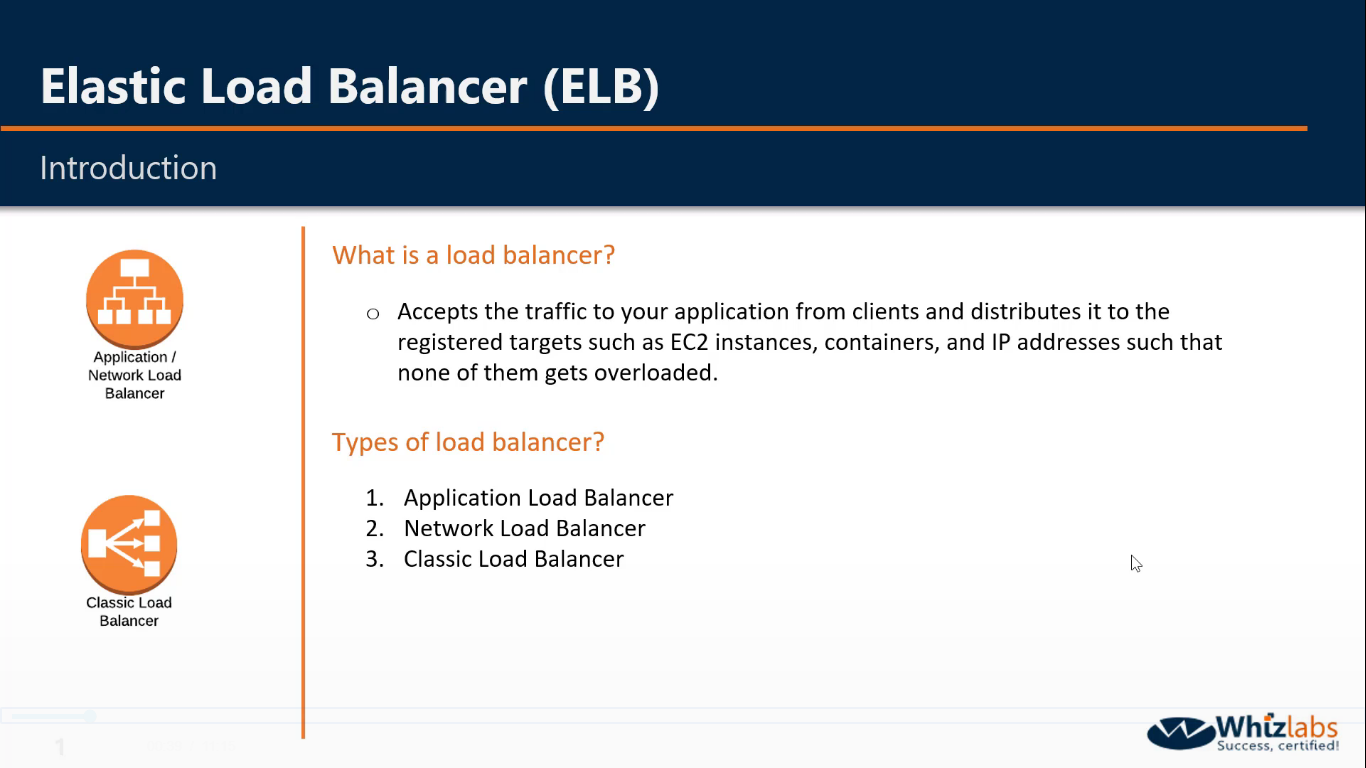 Elastic Load Balancer (ELB)
Introduction
Application /
Network Load
Balancer
Classic Load
Balancer
What is a load balancer?
o Accepts the traffic to your application from clients and distributes it to the
registered targets such as EC2 instances, containers, and IP addresses such that
none of them gets overloaded.
Types of load balancer?
1. Application Load Balancer
2. Network Load Balancer
3. Classic Load Balancer
1
Whizlabs
Success, certified!